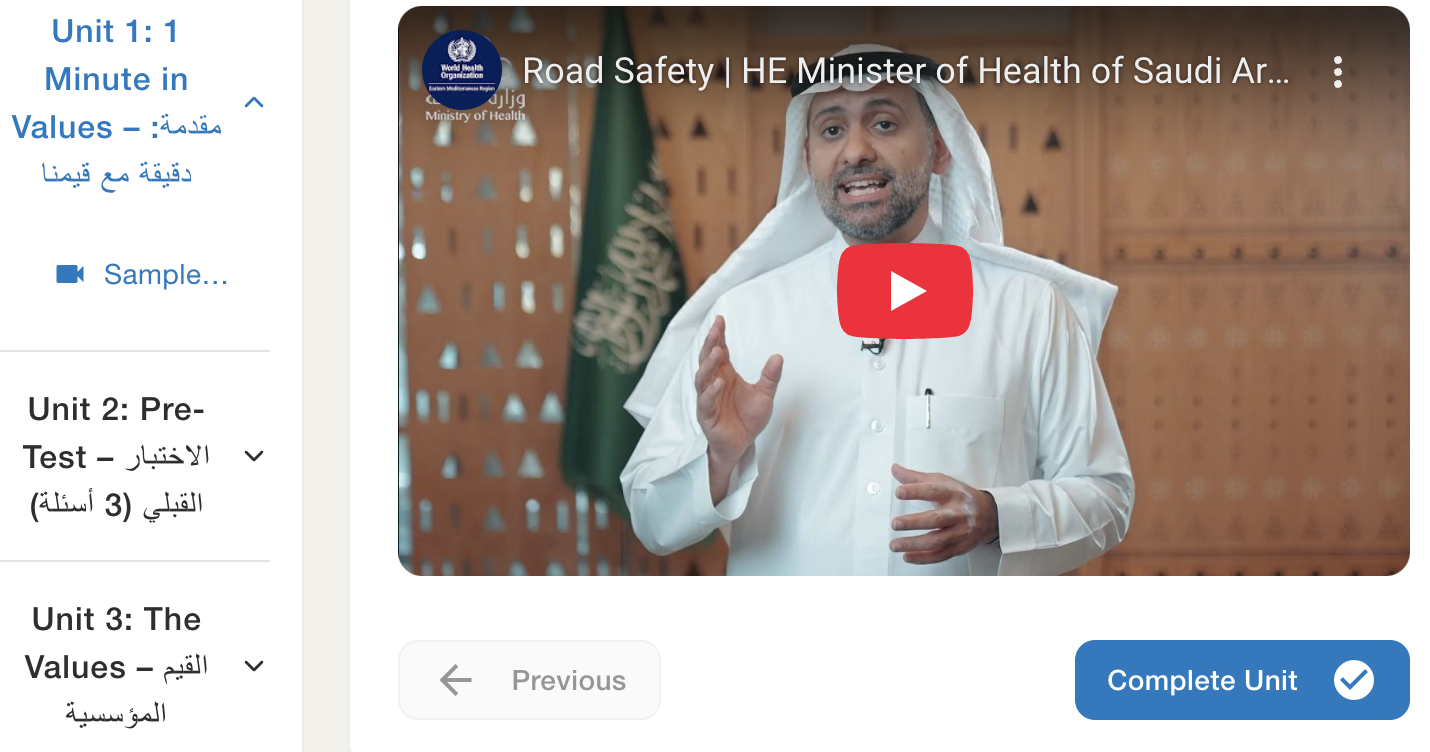 Unit 1: 1
Minute in
Values – مقدمة:
دقيقة مع قيمنا
Sample...
Unit 2: Pre-
Test – الاختبار
القبلي (3 أسئلة)
Unit 3: The
Values – القيم
المؤسسية
World Health
Organization
Eastern Mediterranean Region
Road Safety | HE Minister of Health of Saudi Ar...
وزارة
Ministry of Health
Previous
Complete Unit